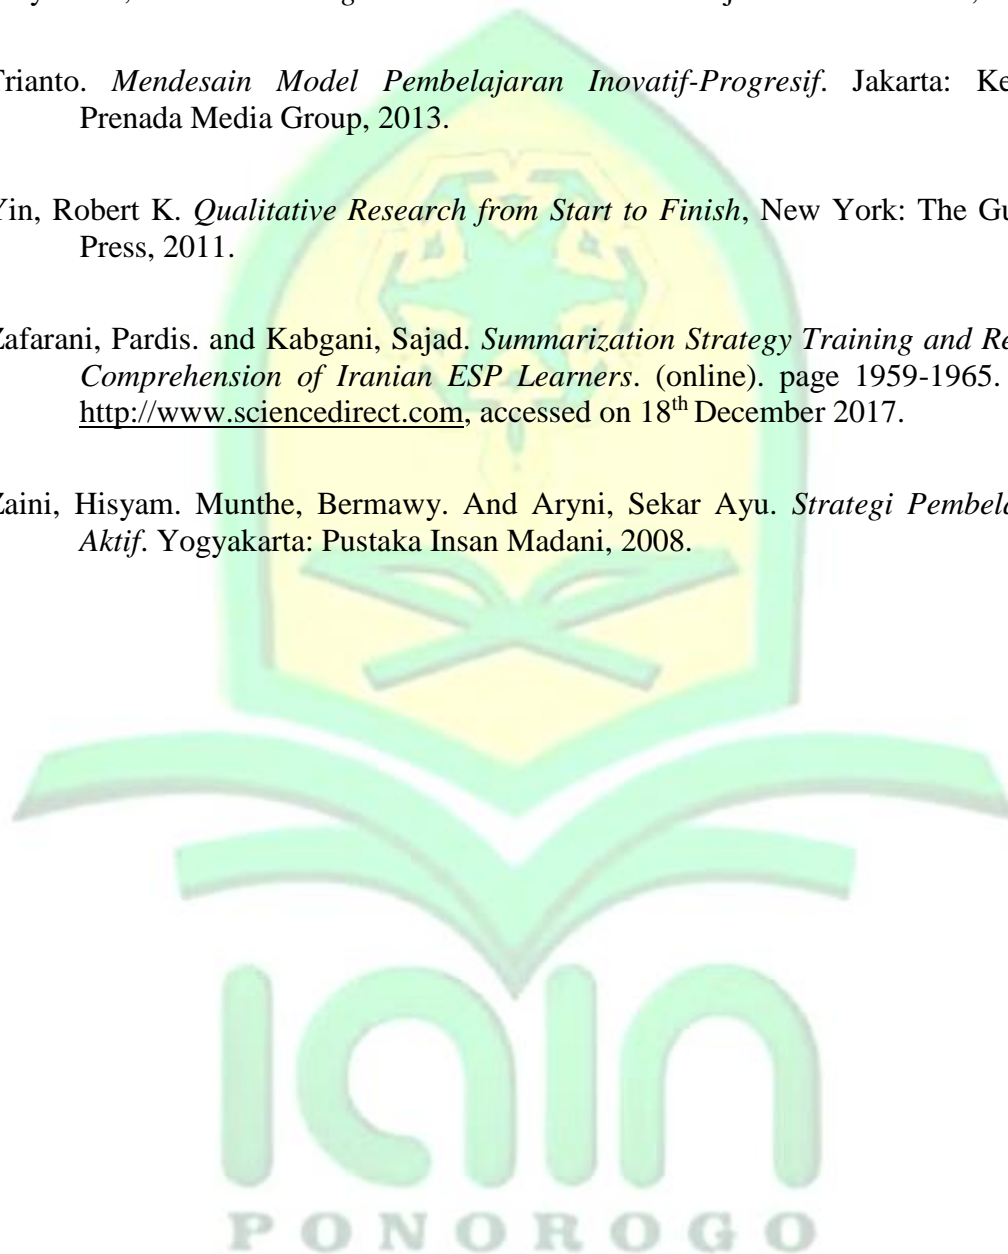 Trianto. Mendesain Model Pembelajaran Inovatif-Progresif. Jakarta: Ke
Prenada Media Group, 2013.
Yin, Robert K. Qualitative Research from Start to Finish, New York: The Gu
Press, 2011.
Zafarani, Pardis. and Kabgani, Sajad. Summarization Strategy Training and Re
Comprehension of Iranian ESP Learners. (online). page 1959-1965.
http://www.sciencedirect.com, accessed on 18th December 2017.
Zaini, Hisyam. Munthe, Bermawy. And Aryni, Sekar Ayu. Strategi Pembela
Aktif. Yogyakarta: Pustaka Insan Madani, 2008.
iain
PONOROGO